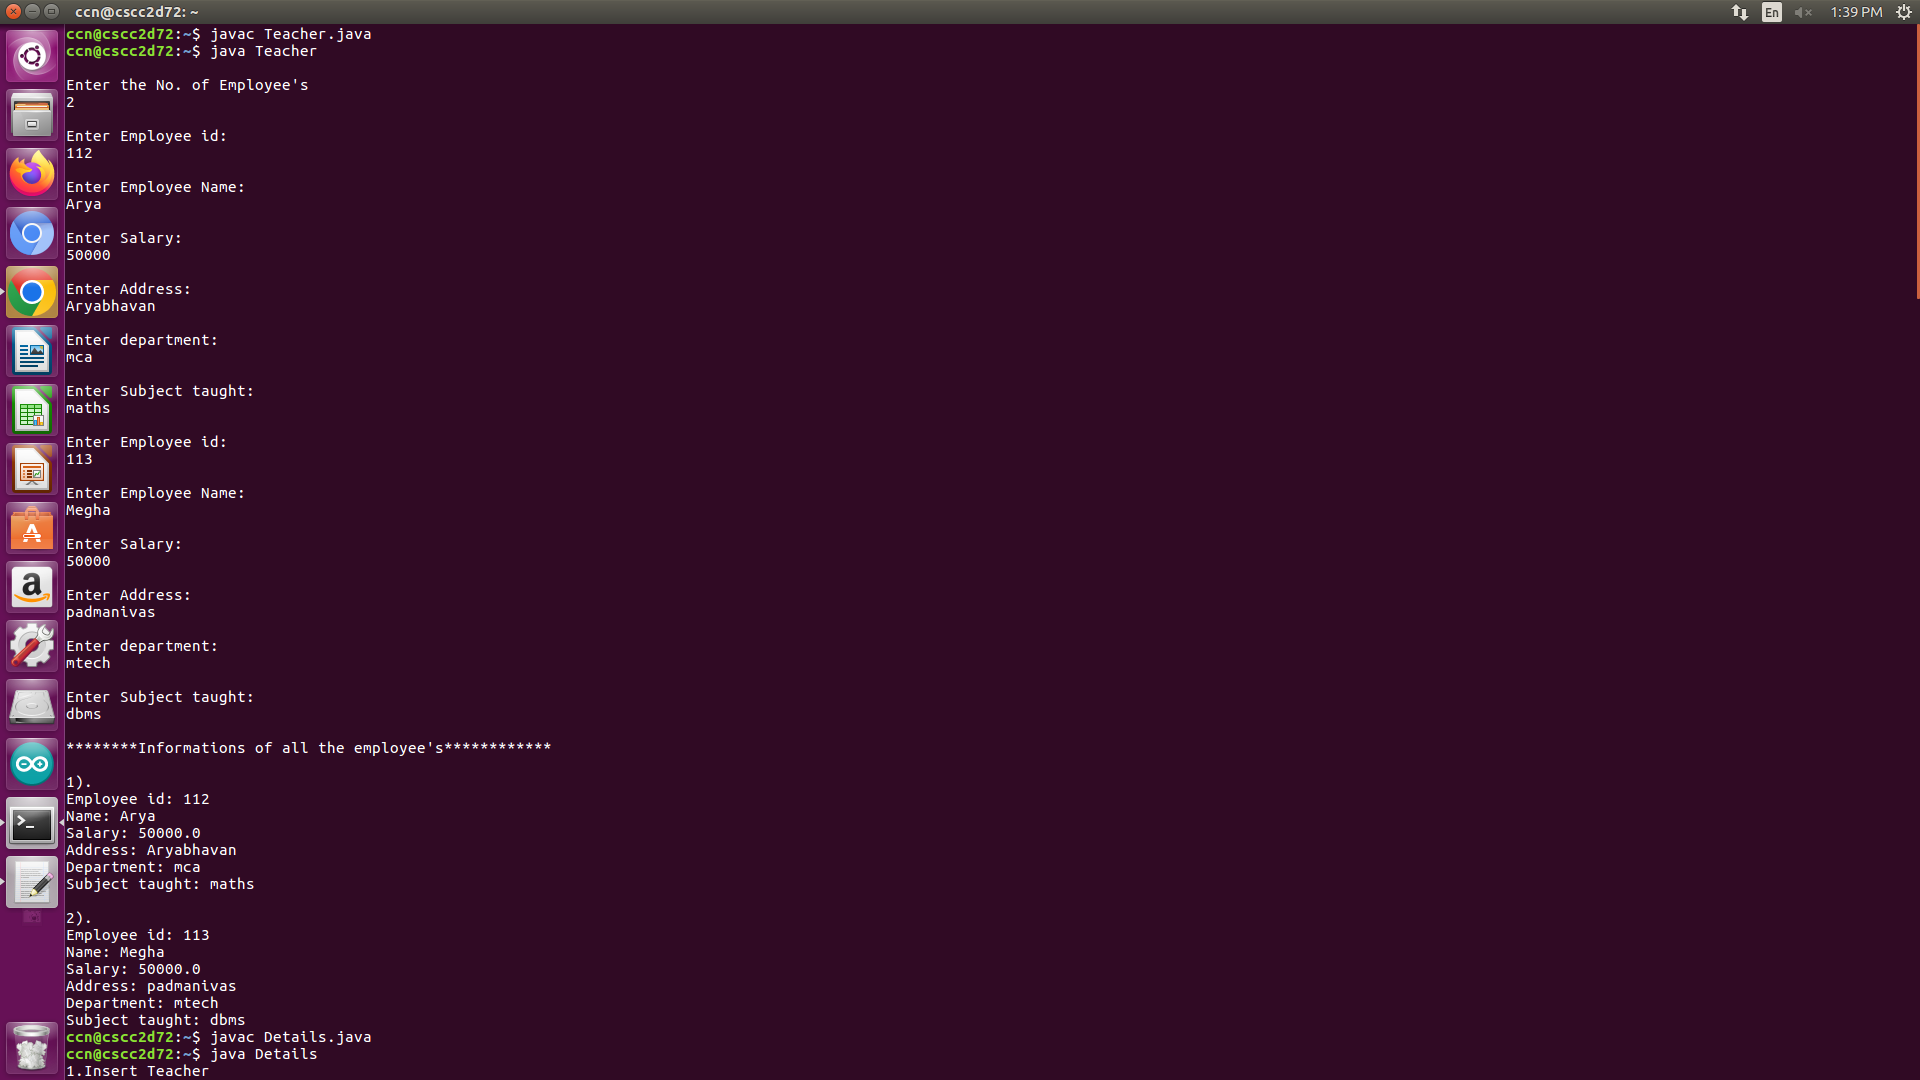 ccn@cscc2d72: ~
En
1:39 PM
ccn@cscc2d72:~$ javac Teacher.java
ccn@cscc2d72:~$ java Teacher
Enter the No. of Employee's
2
Enter Employee id:
112
Enter Employee Name:
Arya
Enter Salary:
50000
Enter Address:
Aryabhavan
Enter department:
mca
Enter Subject taught:
maths
Enter Employee id:
113
Enter Employee Name:
Megha
Enter Salary:
50000
Enter Address:
padmanivas
Enter department:
mtech
Enter Subject taught:
dbms
********Informations of all the employee's************
1).
Employee id: 112
Name: Arya
Salary: 50000.0
Address: Aryabhavan
Department: mca
Subject taught: maths
2).
Employee id: 113
Name: Megha
Salary: 50000.0
Address: padmanivas
Department: mtech
Subject taught: dbms
ccn@cscc2d72:~$ javac Details.java
ccn@cscc2d72:~$ java Details
1.Insert Teacher